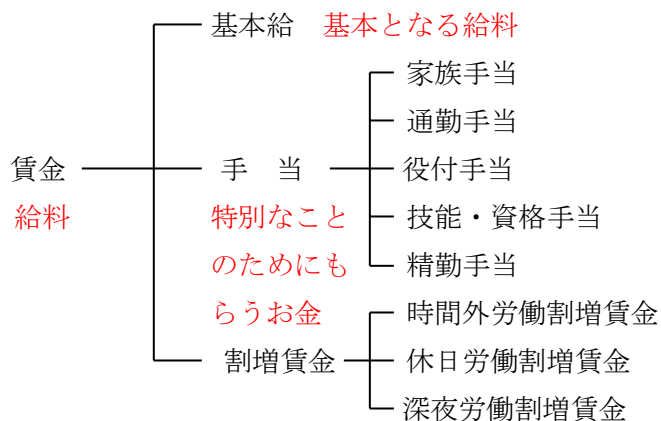 基本給　基本となる給料
家族手当
通勤手当
賃金
手　当
役付手当
給料
特別なこと
技能・資格手当
のためにも
精勤手当
らうお金
時間外労働割増賃金
割増賃金
休日労働割増賃金
深夜労働割増賃金